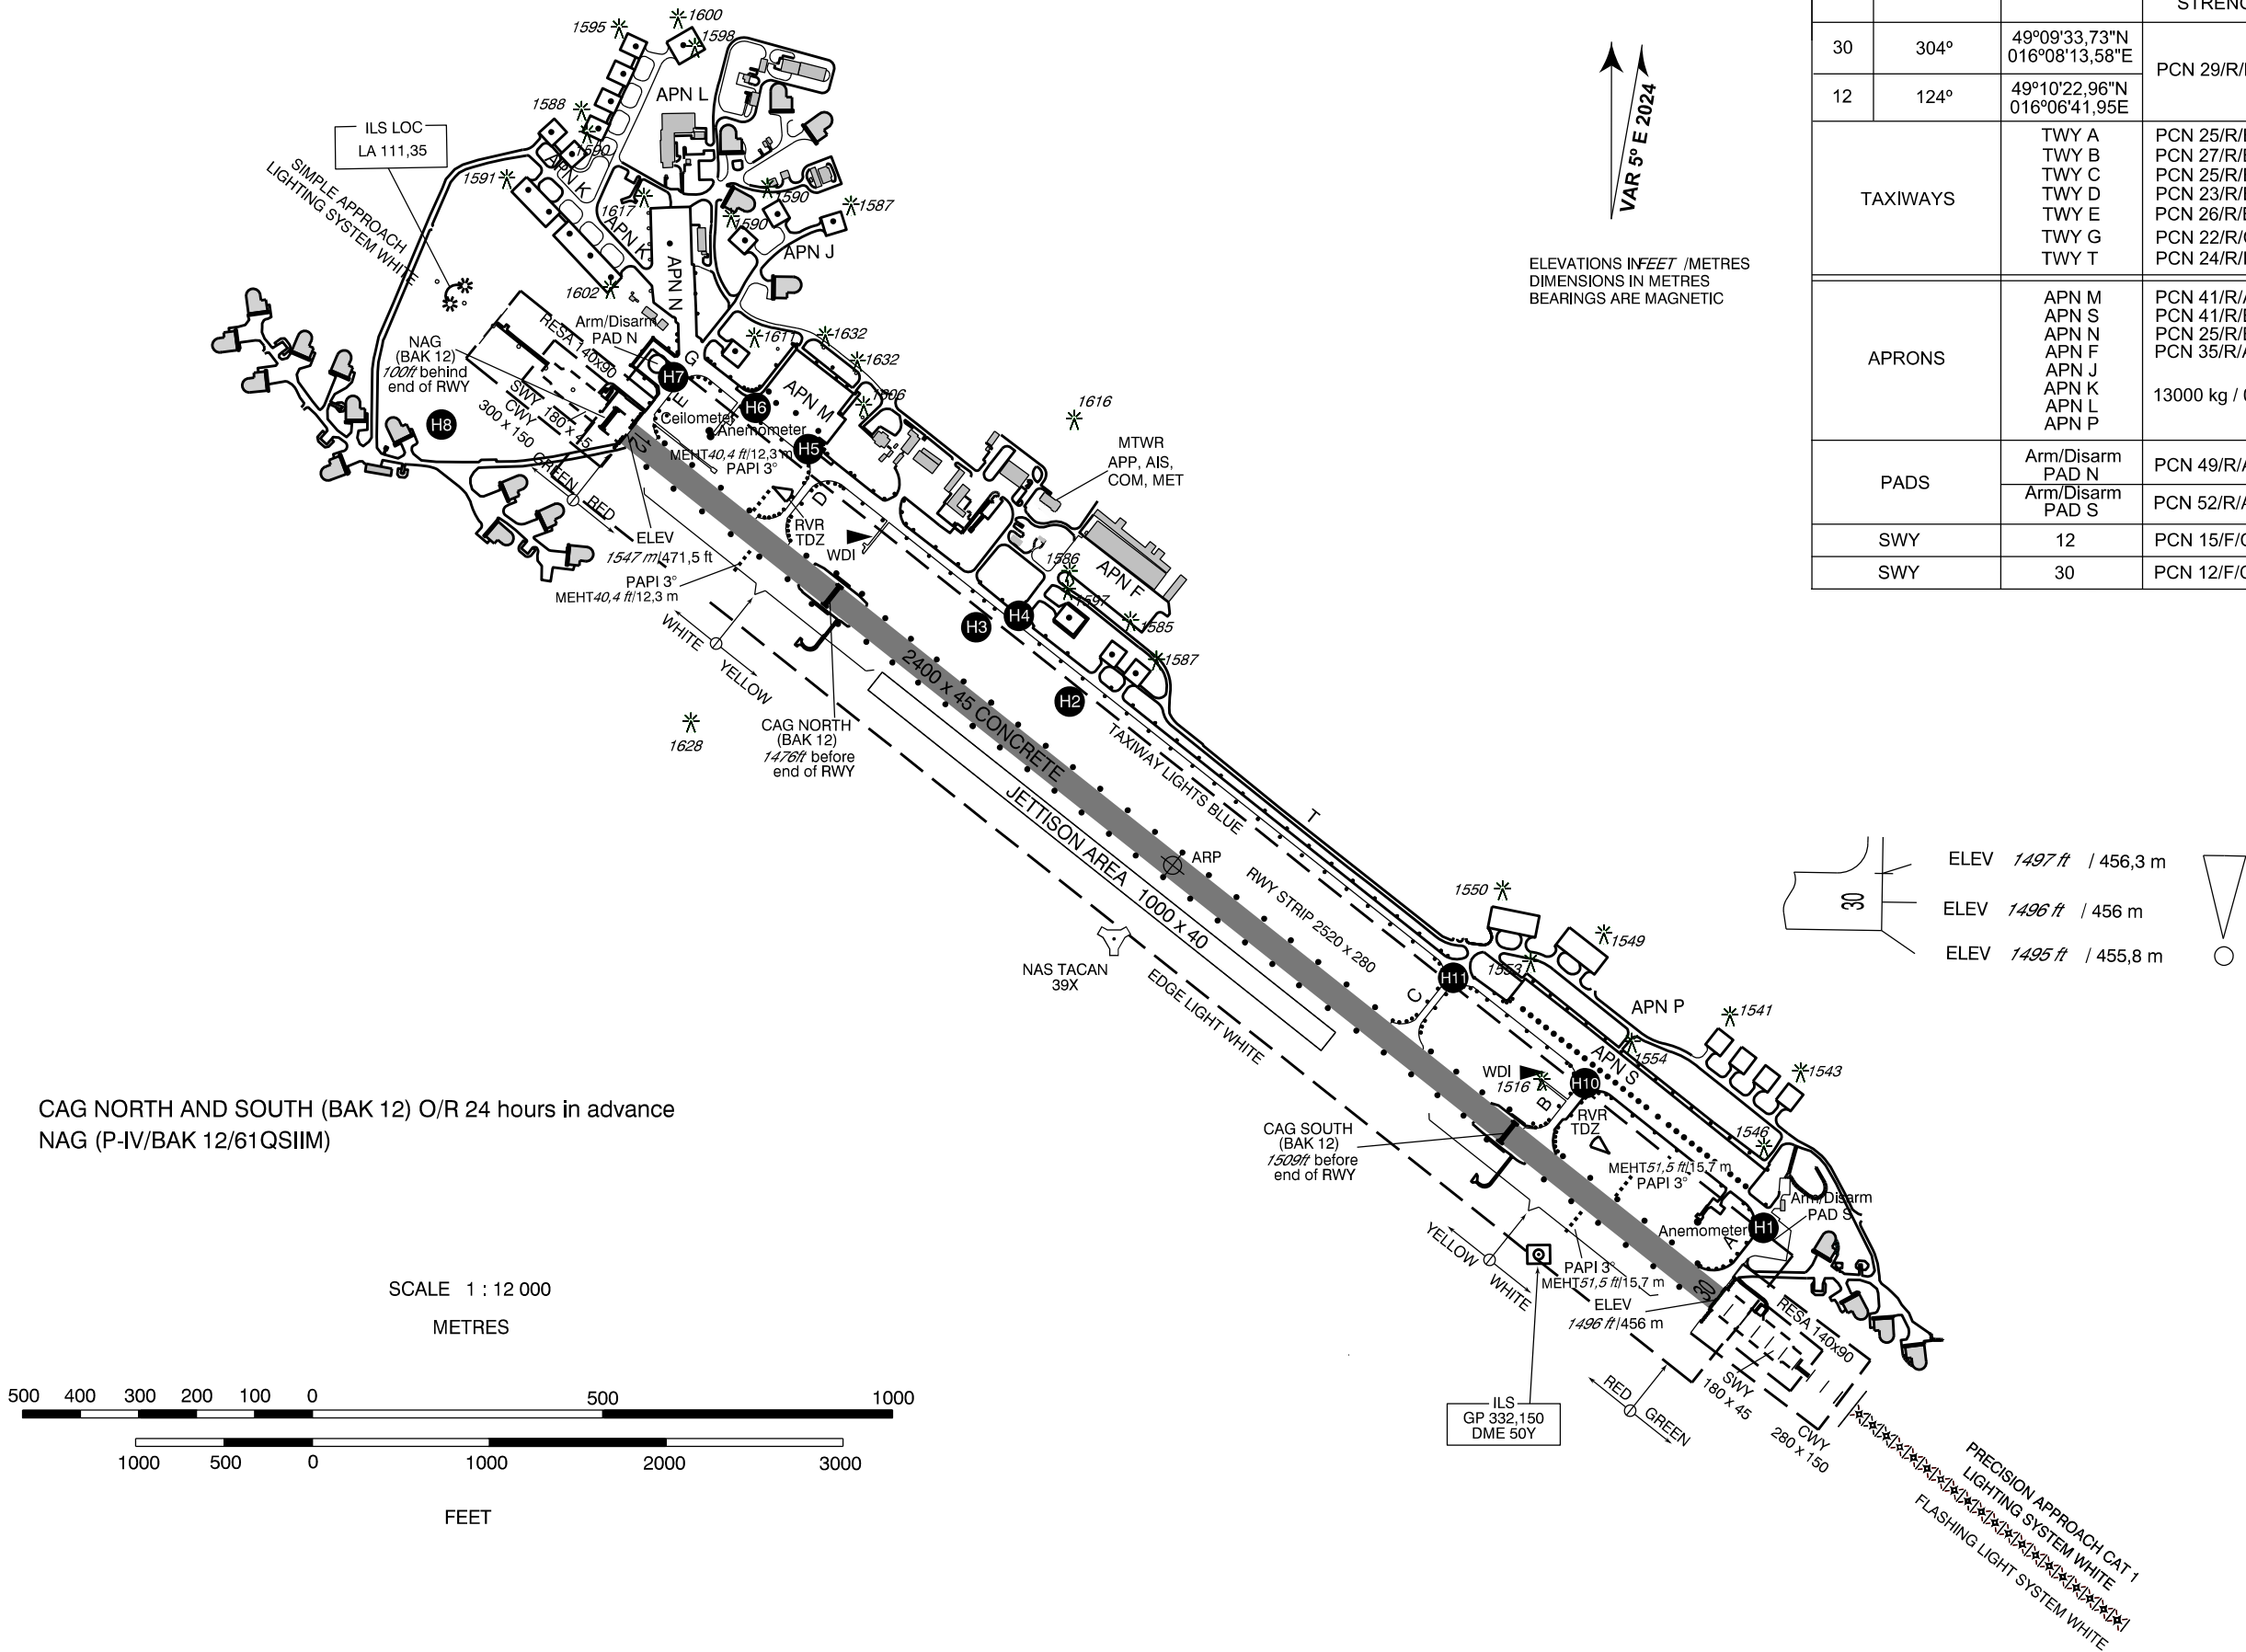 1600
1595
1598
APN L
1588
1590
ILS LOC
LA 111,35
SIMPLE APPROACH
LIGHTING SYSTEM WHITE
1591
APN K
1617
APN K
1590
1590
1587
APN J
APN N
1602
Arm/Disarm
PAD N
RESA 140x90
NAG
(BAK 12)
100ft behind
end of RWY
SWY 180 x 45
CWY
300 x 150
G
1611
1632
1632
1606
APN M
H7
H6
H5
H8
E
Ceilometer
Anemometer
MEHT40,4 ft/12,3 m
PAPI 3°
12
GREEN
RED
D
RVR
TDZ
WDI
ELEV
1547 m/471,5 ft
PAPI 3°
MEHT40,4 ft/12,3 m
1616
MTWR
APP, AIS,
COM, MET
1586
APN F
1597
1585
1587
H4
H3
H2
WHITE
YELLOW
1628
CAG NORTH
(BAK 12)
1476ft before
end of RWY
2400 x 45 CONCRETE
TAXIWAY LIGHTS BLUE
T
JETTISON AREA 1000 x 40
ARP
RWY STRIP 2520 x 280
NAS TACAN
39X
EDGE LIGHT WHITE
1550
1549
1553
H11
C
APN P
1541
1554
APN S
1543
WDI
1516
H10
B
RVR
TDZ
1546
CAG SOUTH
(BAK 12)
1509ft before
end of RWY
MEHT51,5 ft/15,7 m
PAPI 3°
Arm/Disarm
PAD S
Anemometer
H1
A
YELLOW
WHITE
PAPI 3°
MEHT51,5 ft/15,7 m
30
ELEV
1496 ft/456 m
RESA 140x90
SWY
180 x 45
CWY
280 x 150
RED
GREEN
ILS
GP 332,150
DME 50Y
PRECISION APPROACH CAT 1
LIGHTING SYSTEM WHITE
FLASHING LIGHT SYSTEM WHITE
VAR 5º E 2024
ELEVATIONS IN FEET /METRES
DIMENSIONS IN METRES
BEARINGS ARE MAGNETIC
30 304º 49º09'33,73"N
016º08'13,58"E
PCN 29/R/
12 124º 49º10'22,96"N
016º06'41,95E
TAXIWAYS
TWY A PCN 25/R/
TWY B PCN 27/R/
TWY C PCN 25/R/
TWY D PCN 23/R/
TWY E PCN 26/R/
TWY G PCN 22/R/
TWY T PCN 24/R/
APRONS
APN M PCN 41/R/
APN S PCN 41/R/
APN N PCN 25/R/
APN F PCN 35/R/
APN J
APN K
13000 kg /
APN L
APN P
PADS
Arm/Disarm
PAD N
PCN 49/R/
Arm/Disarm
PAD S
PCN 52/R/
SWY 12 PCN 15/F/
SWY 30 PCN 12/F/
30
ELEV 1497 ft / 456,3 m
ELEV 1496 ft / 456 m
ELEV 1495 ft / 455,8 m
CAG NORTH AND SOUTH (BAK 12) O/R 24 hours in advance
NAG (P-IV/BAK 12/61QSIIM)
SCALE 1 : 12 000
METRES
500 400 300 200 100 0 500 1000
1000 500 0 1000 2000 3000
FEET